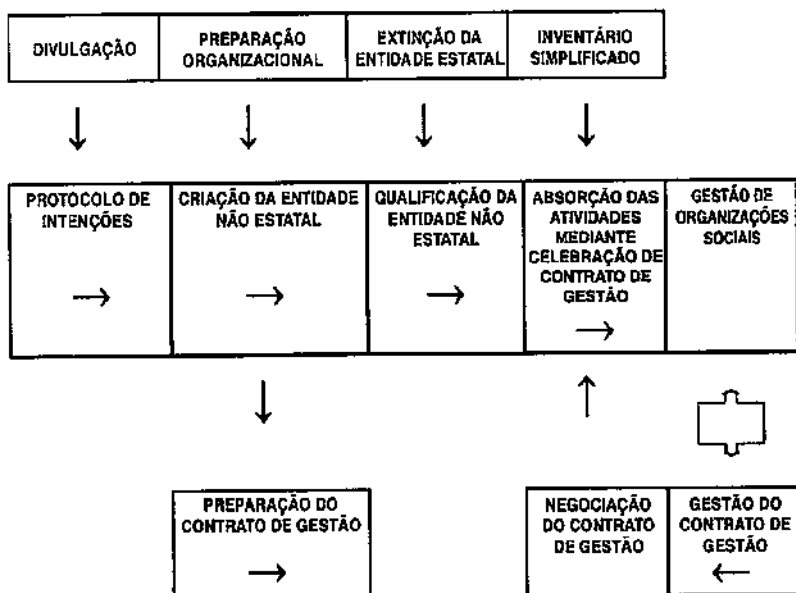 DIVULGAÇÃO
PREPARAÇÃO
ORGANIZACIONAL
EXTINÇÃO DA
ENTIDADE ESTATAL
INVENTÁRIO
SIMPLIFICADO
PROTOCOLO DE
INTENÇÕES
CRIAÇÃO DA ENTIDADE
NÃO ESTATAL
QUALIFICAÇÃO DA
ENTIDADE NÃO
ESTATAL
ABSORÇÃO DAS
ATIVIDADES
MEDIANTE
CELEBRAÇÃO DE
CONTRATO DE
GESTÃO
GESTÃO DE
ORGANIZAÇÕES
SOCIAIS
PREPARAÇÃO DO
CONTRATO DE GESTÃO
NEGOCIAÇÃO
DO CONTRATO
DE GESTÃO
GESTÃO DO
CONTRATO DE
GESTÃO